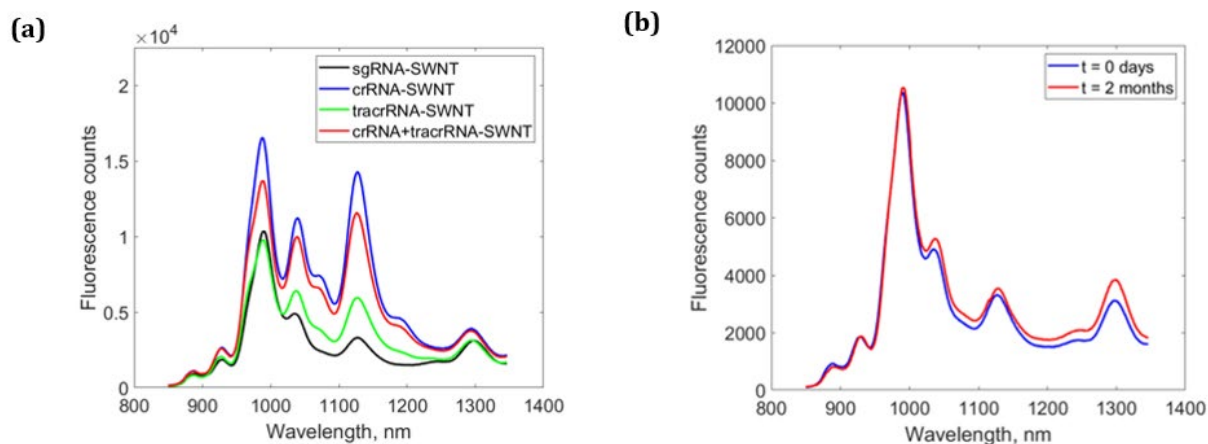 (a)
×10⁴
2
1.5
1
0.5
0
800 900 1000 1100 1200 1300 1400
Fluorescence counts
Wavelength, nm
sgRNA-SWNT
crRNA-SWNT
tracrRNA-SWNT
crRNA+tracrRNA-SWNT
(b)
12000
10000
8000
6000
4000
2000
0
800 900 1000 1100 1200 1300 1400
Fluorescence counts
Wavelength, nm
t = 0 days
t = 2 months